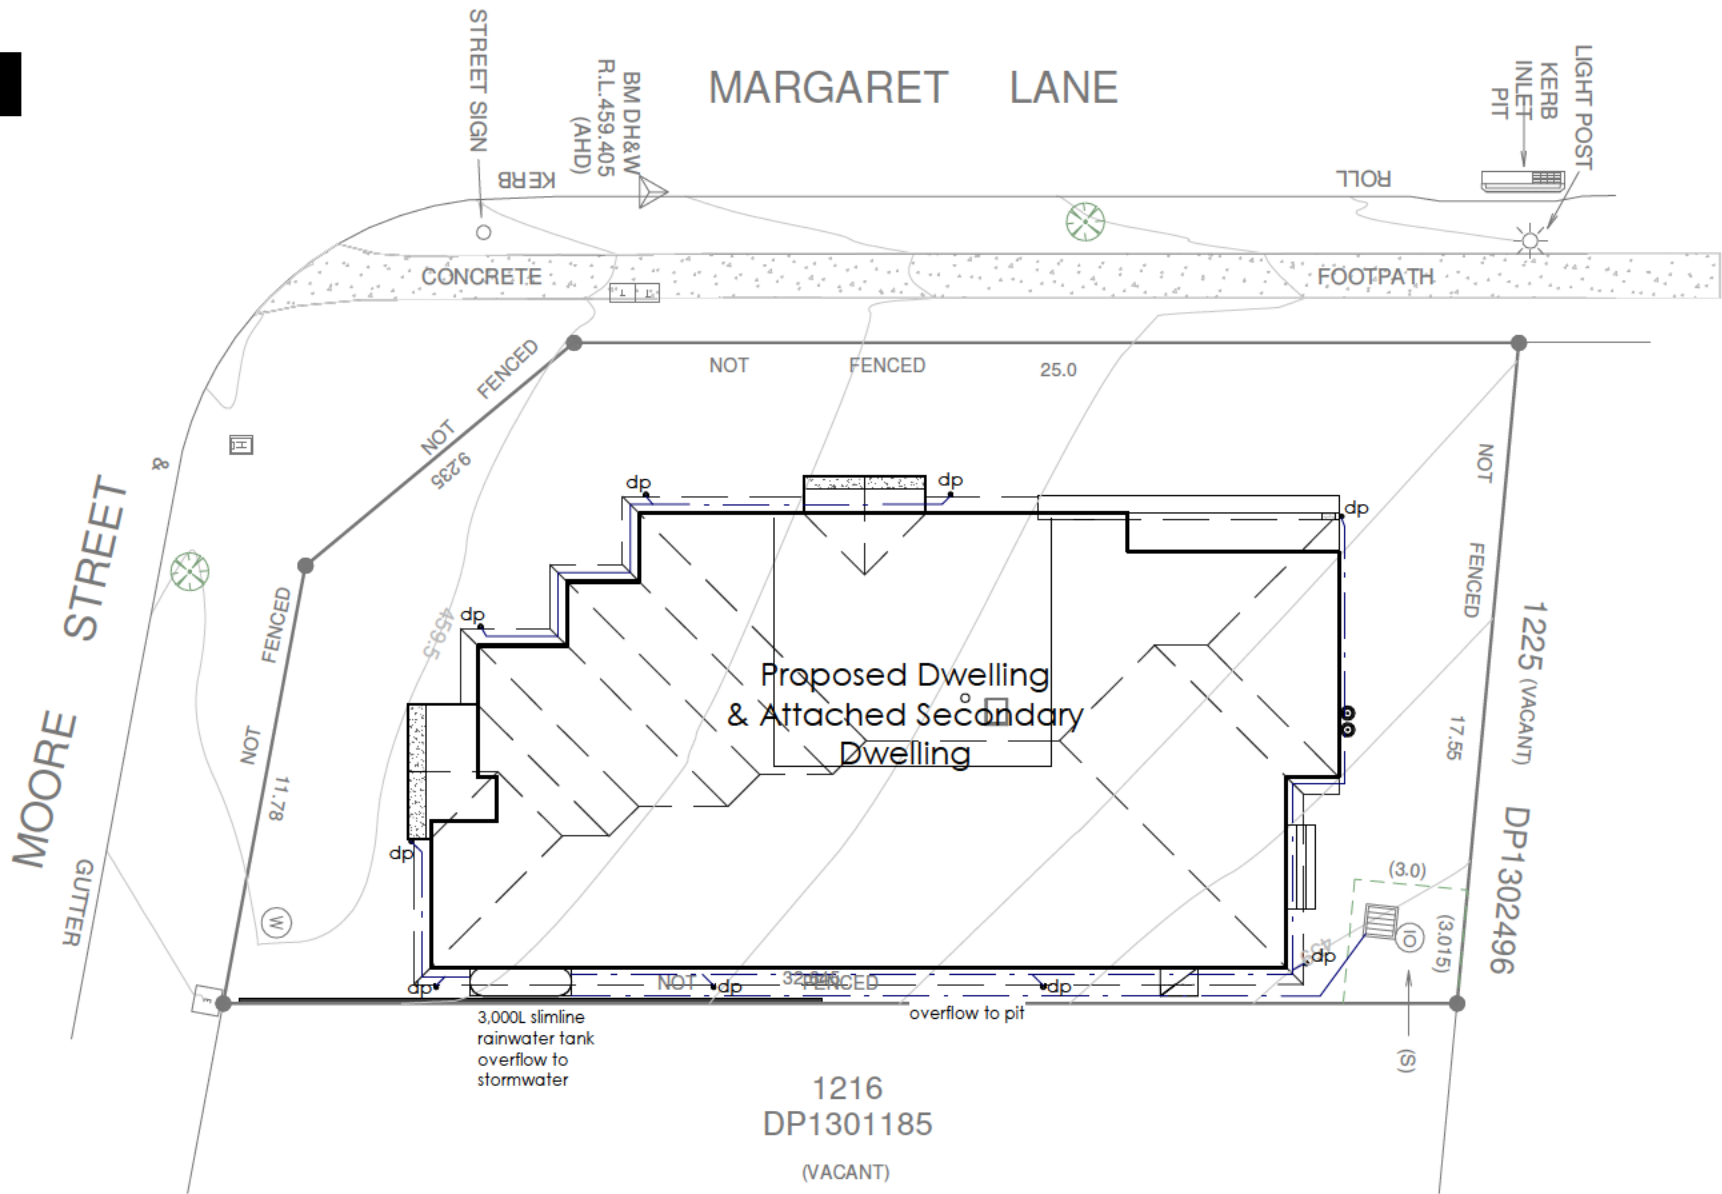 MARGARET LANE
STREET SIGN
BM DH&W
R.L.459.405
(AHD)
KERB
INLET
PIT
LIGHT POST
KERB
ROLL
CONCRETE
FOOTPATH
NOT FENCED
25.0
NOT FENCED
9.235
H
MOORE STREET
&
GUTTER
NOT FENCED
11.78
459.5
dp
dp
dp
dp
dp
dp
dp
dp
dp
Proposed Dwelling
& Attached Secondary
Dwelling
NOT FENCED
17.55
1225 (VACANT) DP1302496
(3.0)
(3.015)
IO
(S)
W
E
NOT FENCED
3,000L slimline
rainwater tank
overflow to
stormwater
overflow to pit
1216
DP1301185
(VACANT)